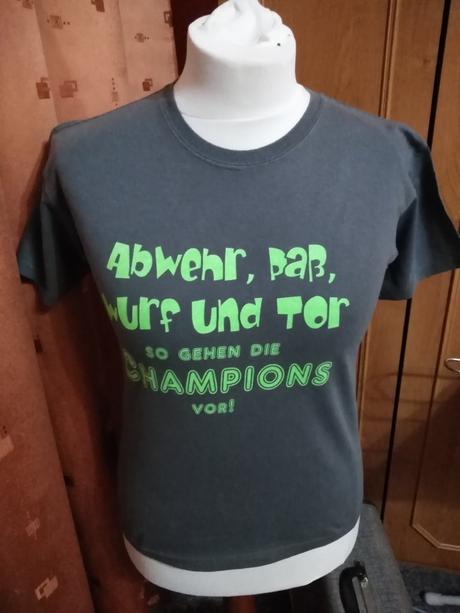 Abwehr, Paß,
Wurf und Tor
SO GEHEN DIE
CHAMPIONS
VOR!